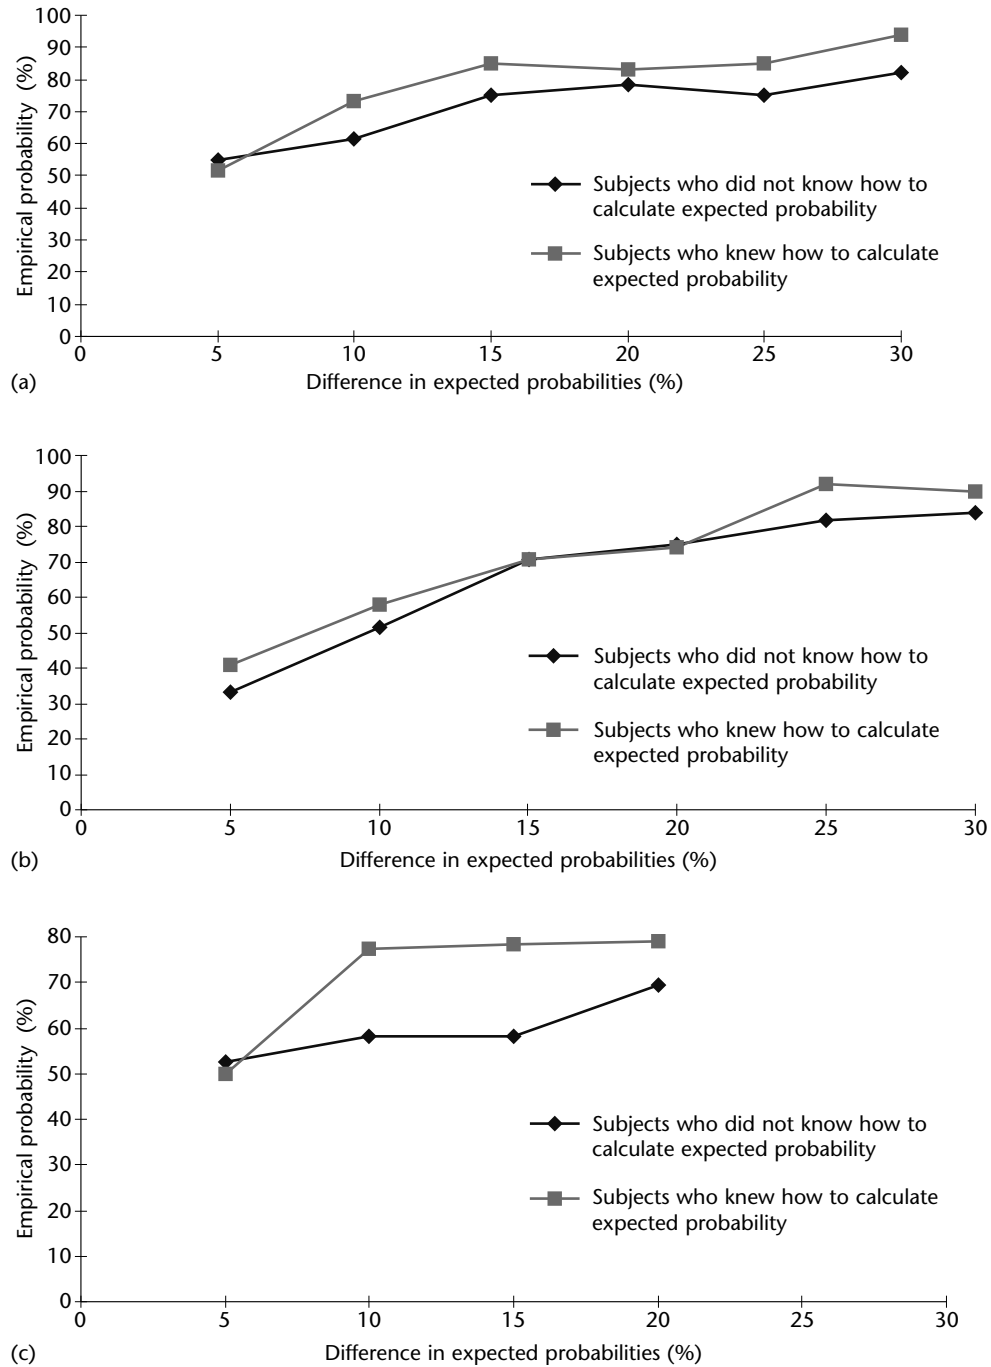 100
90
80
70
60
50
40
30
20
10
0
Empirical probability (%)
0 5 10 15 20 25 30
Difference in expected probabilities (%)
Subjects who did not know how to
calculate expected probability
Subjects who knew how to calculate
expected probability
(a)
100
90
80
70
60
50
40
30
20
10
0
Empirical probability (%)
0 5 10 15 20 25 30
Difference in expected probabilities (%)
Subjects who did not know how to
calculate expected probability
Subjects who knew how to calculate
expected probability
(b)
80
70
60
50
40
30
20
10
0
Empirical probability (%)
0 5 10 15 20 25 30
Difference in expected probabilities (%)
Subjects who did not know how to
calculate expected probability
Subjects who knew how to calculate
expected probability
(c)